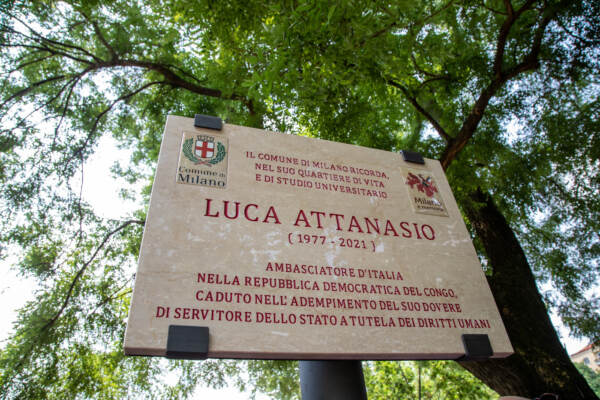 Comune di
Milano
IL COMUNE DI MILANO RICORDA,
NEL SUO QUARTIERE DI VITA
E DI STUDIO UNIVERSITARIO
Milano
è memoria
LUCA ATTANASIO
( 1977 - 2021 )
AMBASCIATORE D'ITALIA
NELLA REPUBBLICA DEMOCRATICA DEL CONGO,
CADUTO NELL'ADEMPIMENTO DEL SUO DOVERE
DI SERVITORE DELLO STATO A TUTELA DEI DIRITTI UMANI